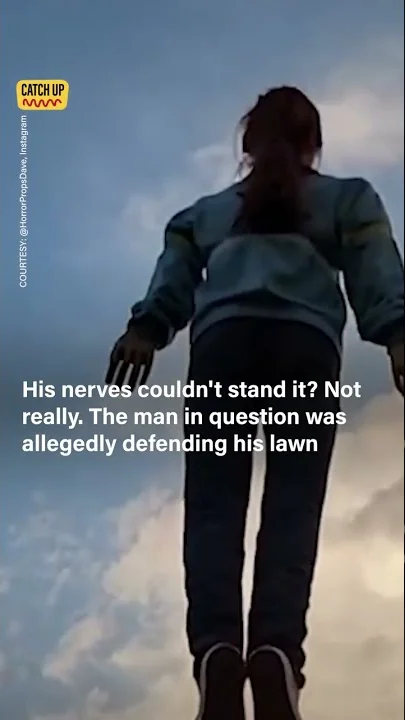 CATCH UP
COURTESY: @HorrorPropsDave, Instagram
His nerves couldn't stand it? Not
really. The man in question was
allegedly defending his lawn